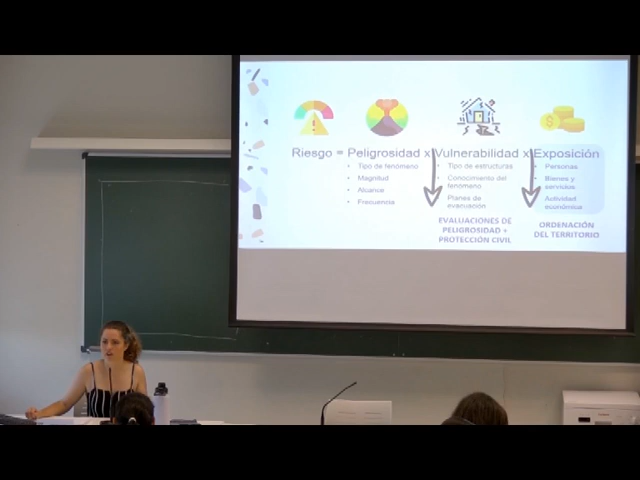 Riesgo = Peligrosidad x Vulnerabilidad x Exposición
• Tipo de fenómeno
• Magnitud
• Alcance
• Frecuencia
• Tipo de estructuras
• Conocimiento del
fenómeno
• Planes de
evacuación
• Personas
• Bienes y
servicios
• Actividad
económica
EVALUACIONES DE
PELIGROSIDAD +
PROTECCIÓN CIVIL
ORDENACIÓN
DEL TERRITORIO